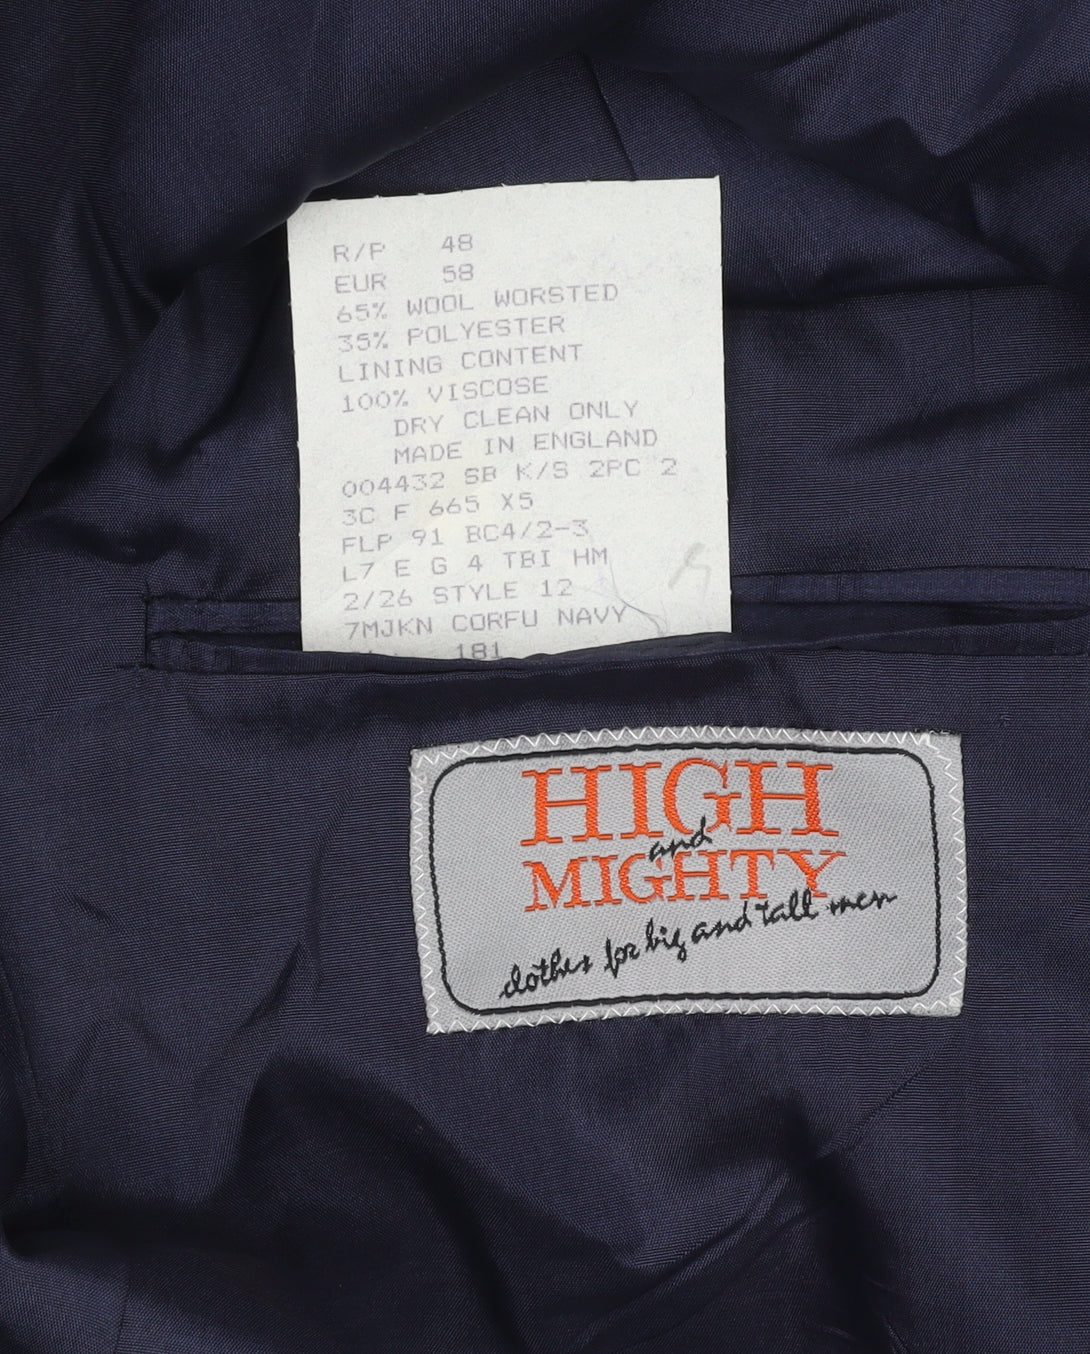 R/P 48
EUR 58
65% WOOL WORSTED
35% POLYESTER
LINING CONTENT
100% VISCOSE
DRY CLEAN ONLY
MADE IN ENGLAND
004432 SB K/S 2PC 2
3C F 665 X5
FLP 91 BC4/2-3
L7 E G 4 TBI HM
2/26 STYLE 12
7MJKN CORFU NAVY
181
HIGH
and
MIGHTY
clothes for big and tall men